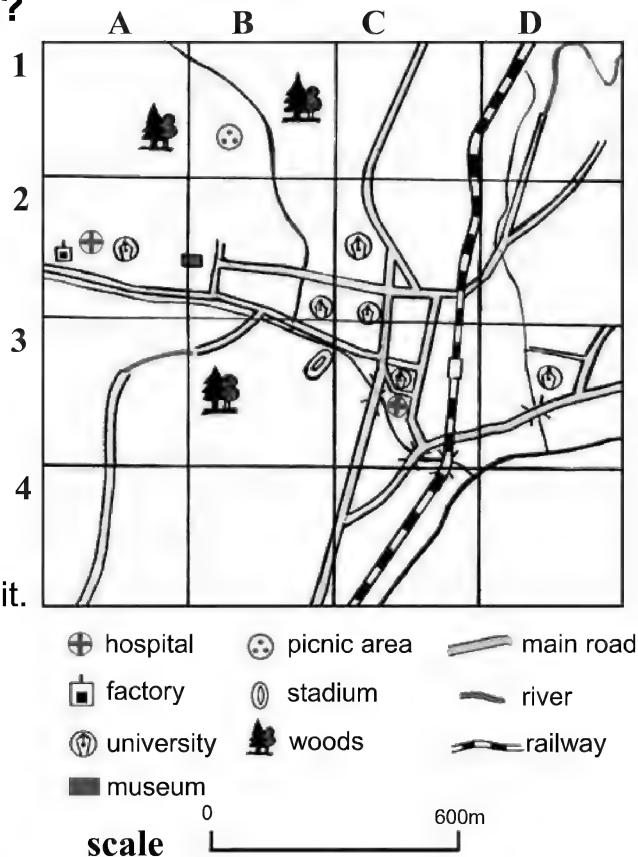 ?
A B C D
1
2
3
4
it.
hospital picnic area main road
factory stadium river
university woods railway
museum
0 600m
scale